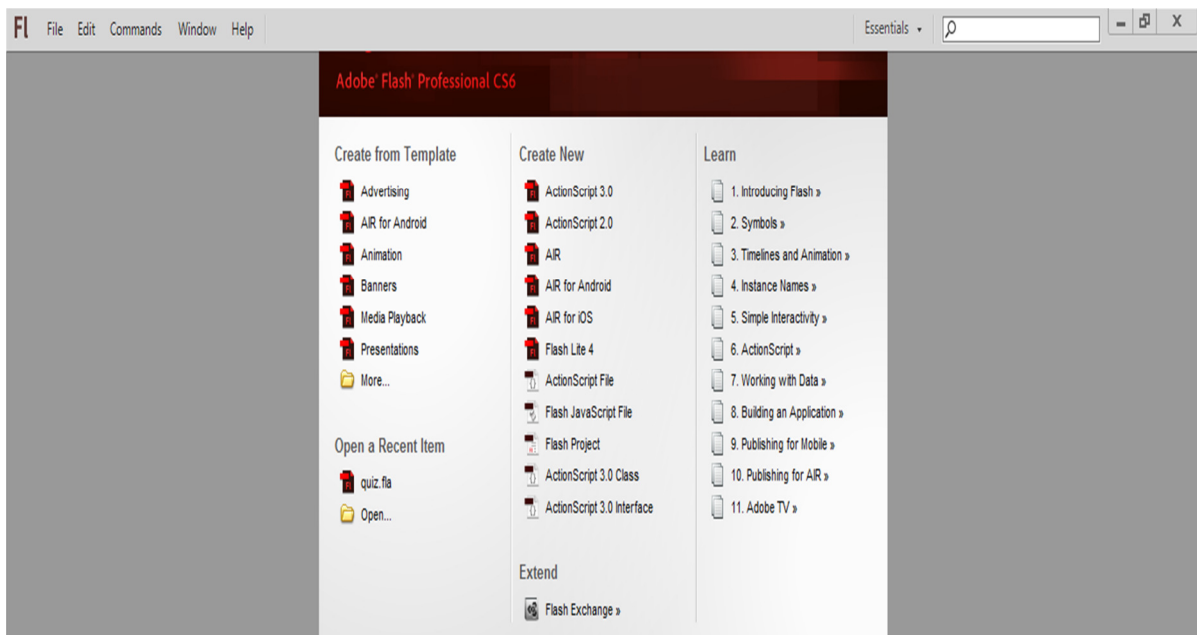 Fl File Edit Commands Window Help Essentials
Adobe® Flash® Professional CS6
Create from Template
Advertising
AIR for Android
Animation
Banners
Media Playback
Presentations
More...
Open a Recent Item
quiz.fla
Open...
Create New
ActionScript 3.0
ActionScript 2.0
AIR
AIR for Android
AIR for iOS
Flash Lite 4
ActionScript File
Flash JavaScript File
Flash Project
ActionScript 3.0 Class
ActionScript 3.0 Interface
Extend
Flash Exchange »
Learn
1. Introducing Flash »
2. Symbols »
3. Timelines and Animation »
4. Instance Names »
5. Simple Interactivity »
6. ActionScript »
7. Working with Data »
8. Building an Application »
9. Publishing for Mobile »
10. Publishing for AIR »
11. Adobe TV »